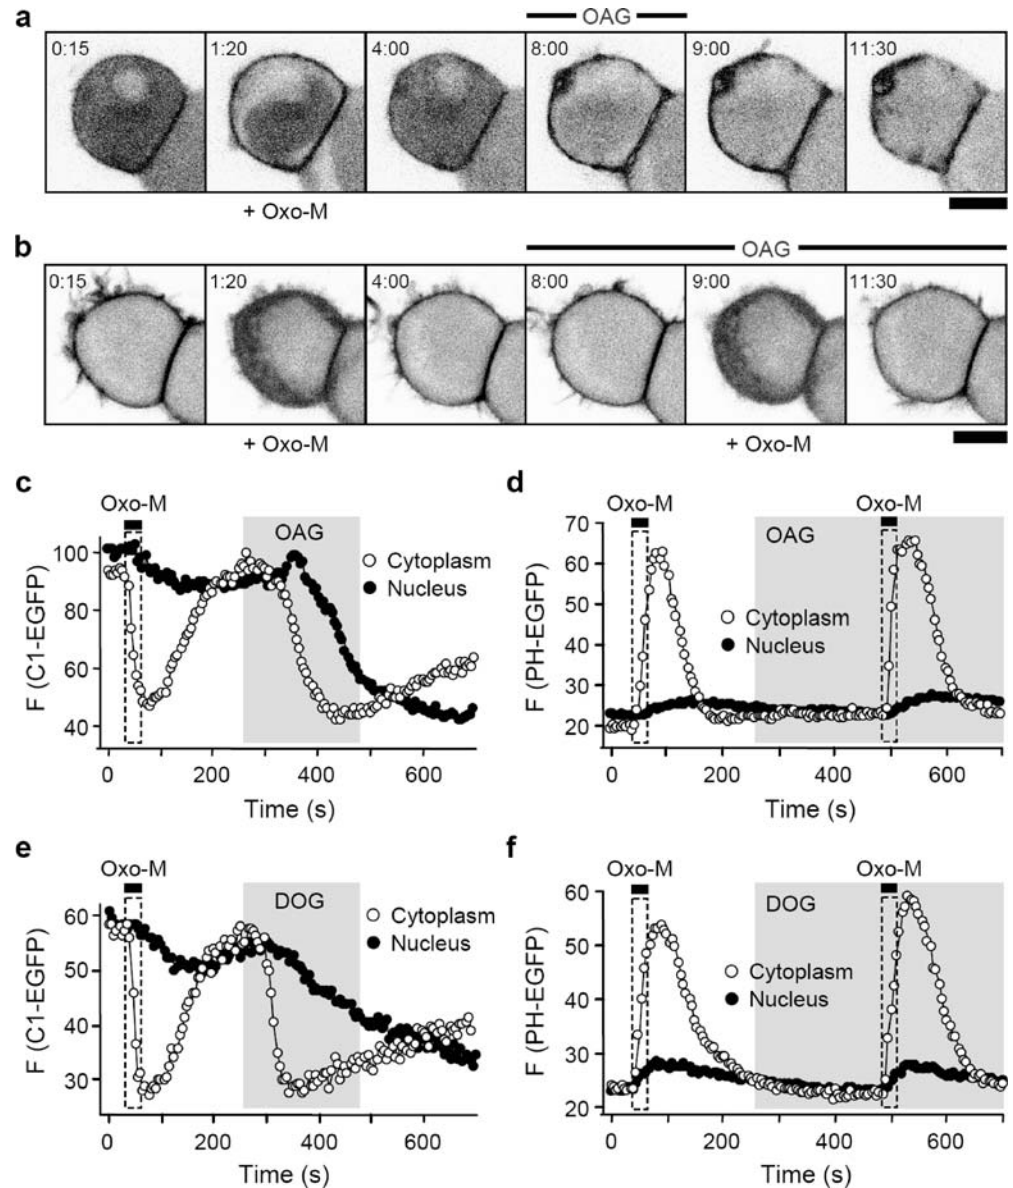 a
OAG
0:15 1:20 4:00 8:00 9:00 11:30
+ Oxo-M
b
OAG
0:15 1:20 4:00 8:00 9:00 11:30
+ Oxo-M + Oxo-M
c
Oxo-M
OAG
Cytoplasm
Nucleus
F (C1-EGFP)
100
80
60
40
0 200 400 600
Time (s)
d
Oxo-M Oxo-M
OAG
Cytoplasm
Nucleus
F (PH-EGFP)
70
60
50
40
30
20
0 200 400 600
Time (s)
e
Oxo-M
DOG
Cytoplasm
Nucleus
F (C1-EGFP)
60
50
40
30
0 200 400 600
Time (s)
f
Oxo-M Oxo-M
DOG
Cytoplasm
Nucleus
F (PH-EGFP)
60
50
40
30
20
0 200 400 600
Time (s)